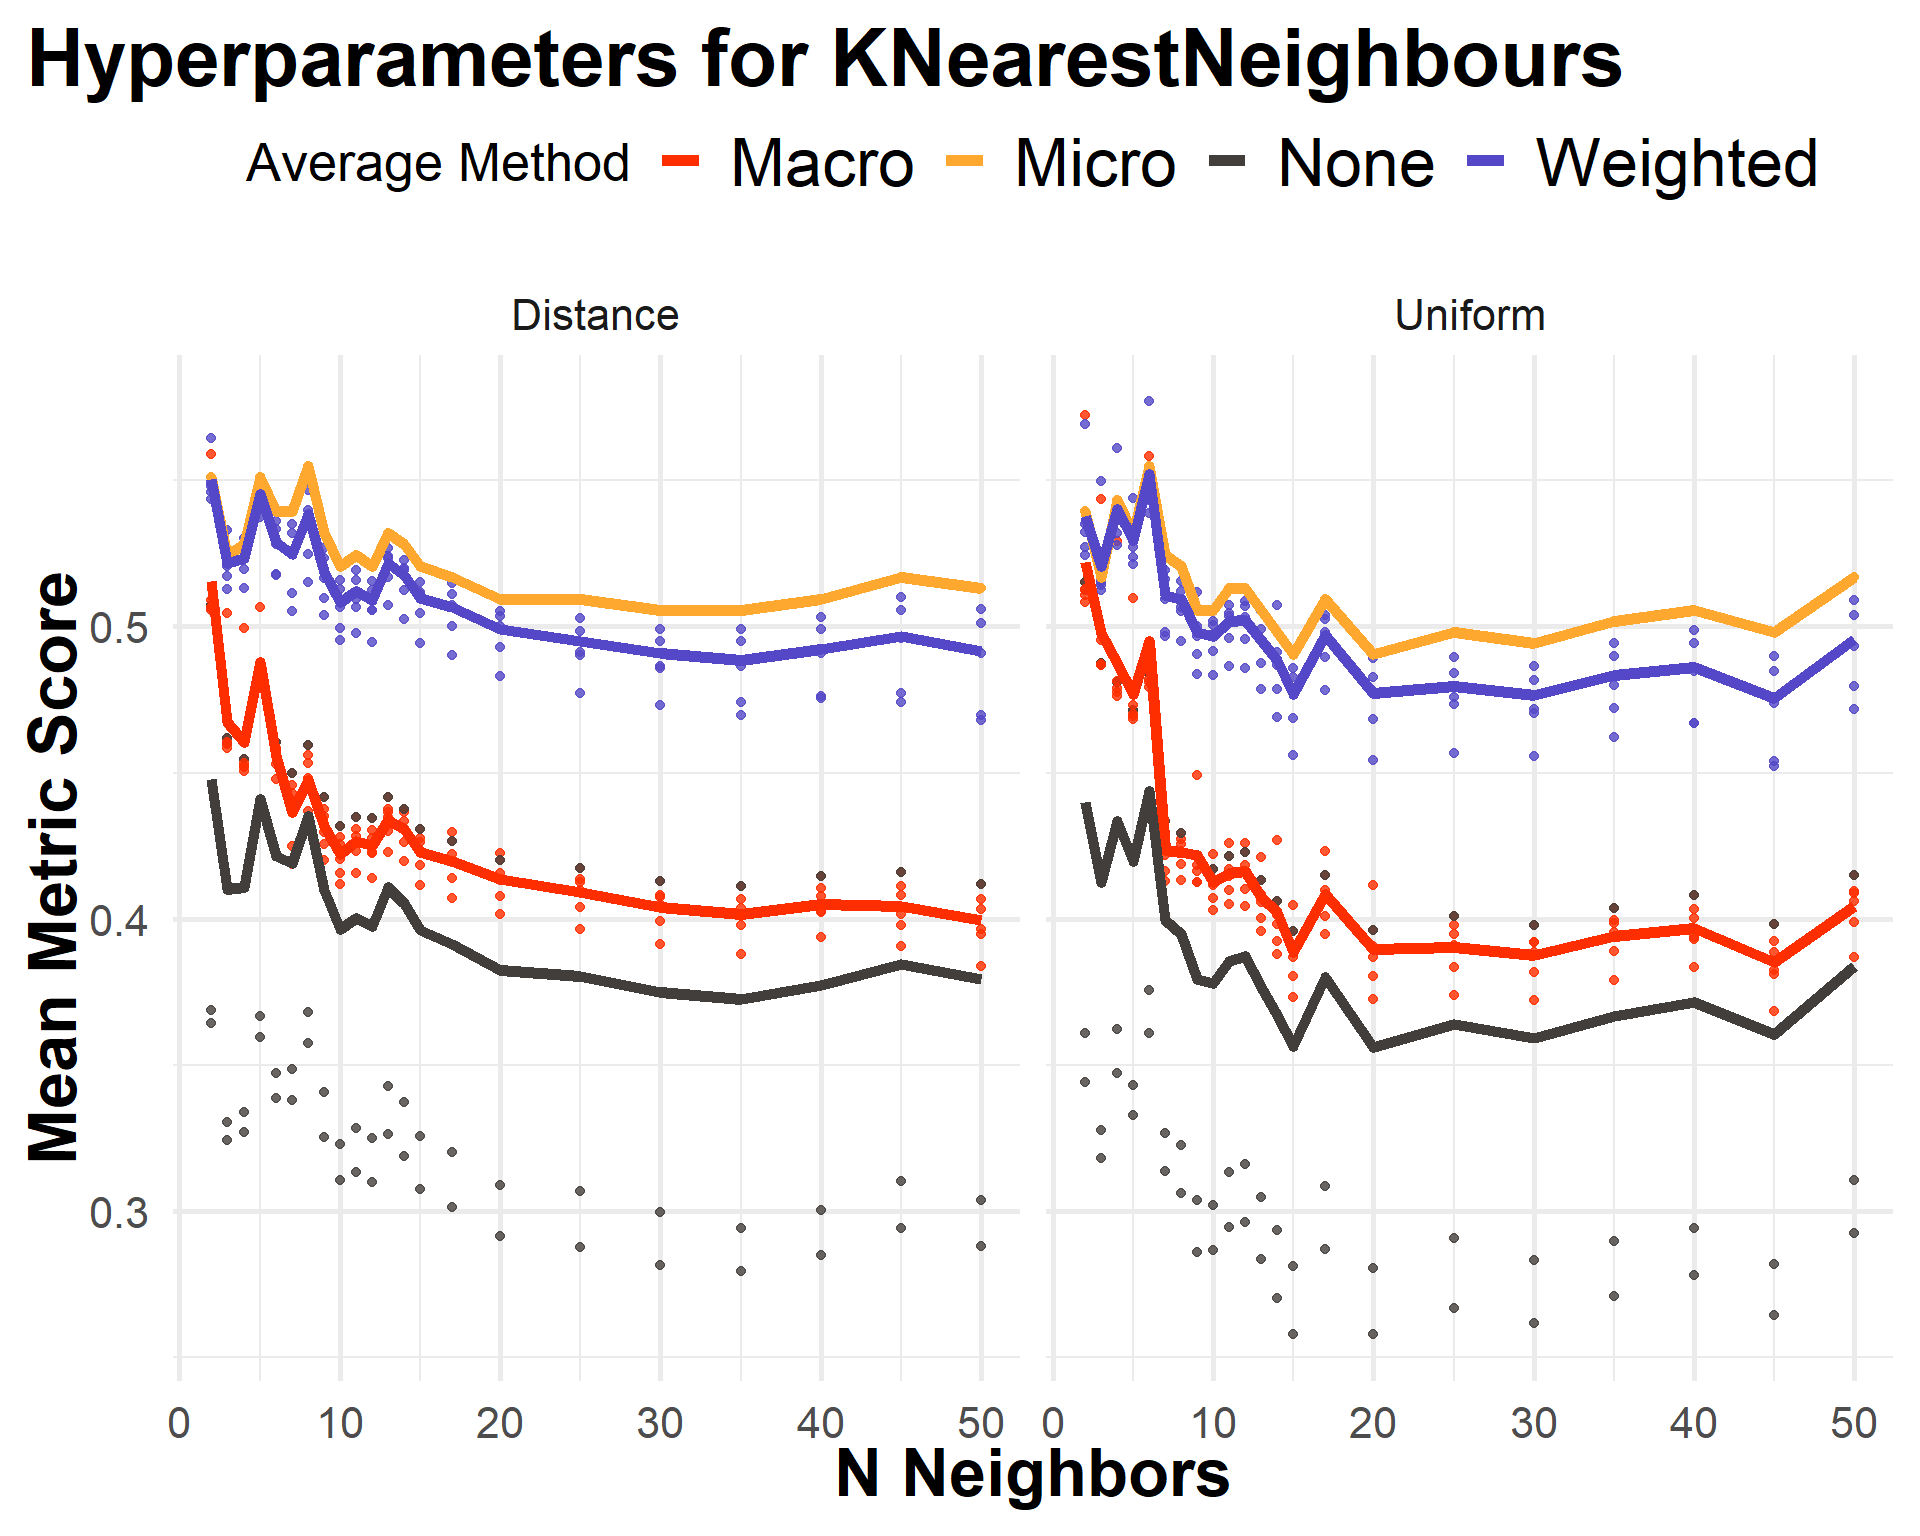 Hyperparameters for KNearestNeighbours
Average Method Macro Micro None Weighted
Distance Uniform
0.5
0.4
0.3
Mean Metric Score
0 10 20 30 40 50 0 10 20 30 40 50
N Neighbors